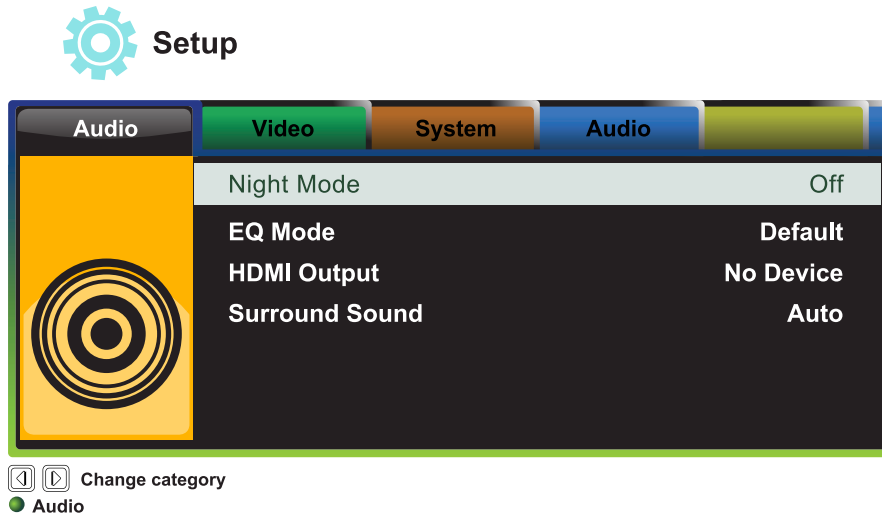 Setup
Audio Video System Audio
Night Mode Off
EQ Mode Default
HDMI Output No Device
Surround Sound Auto
Change category
Audio